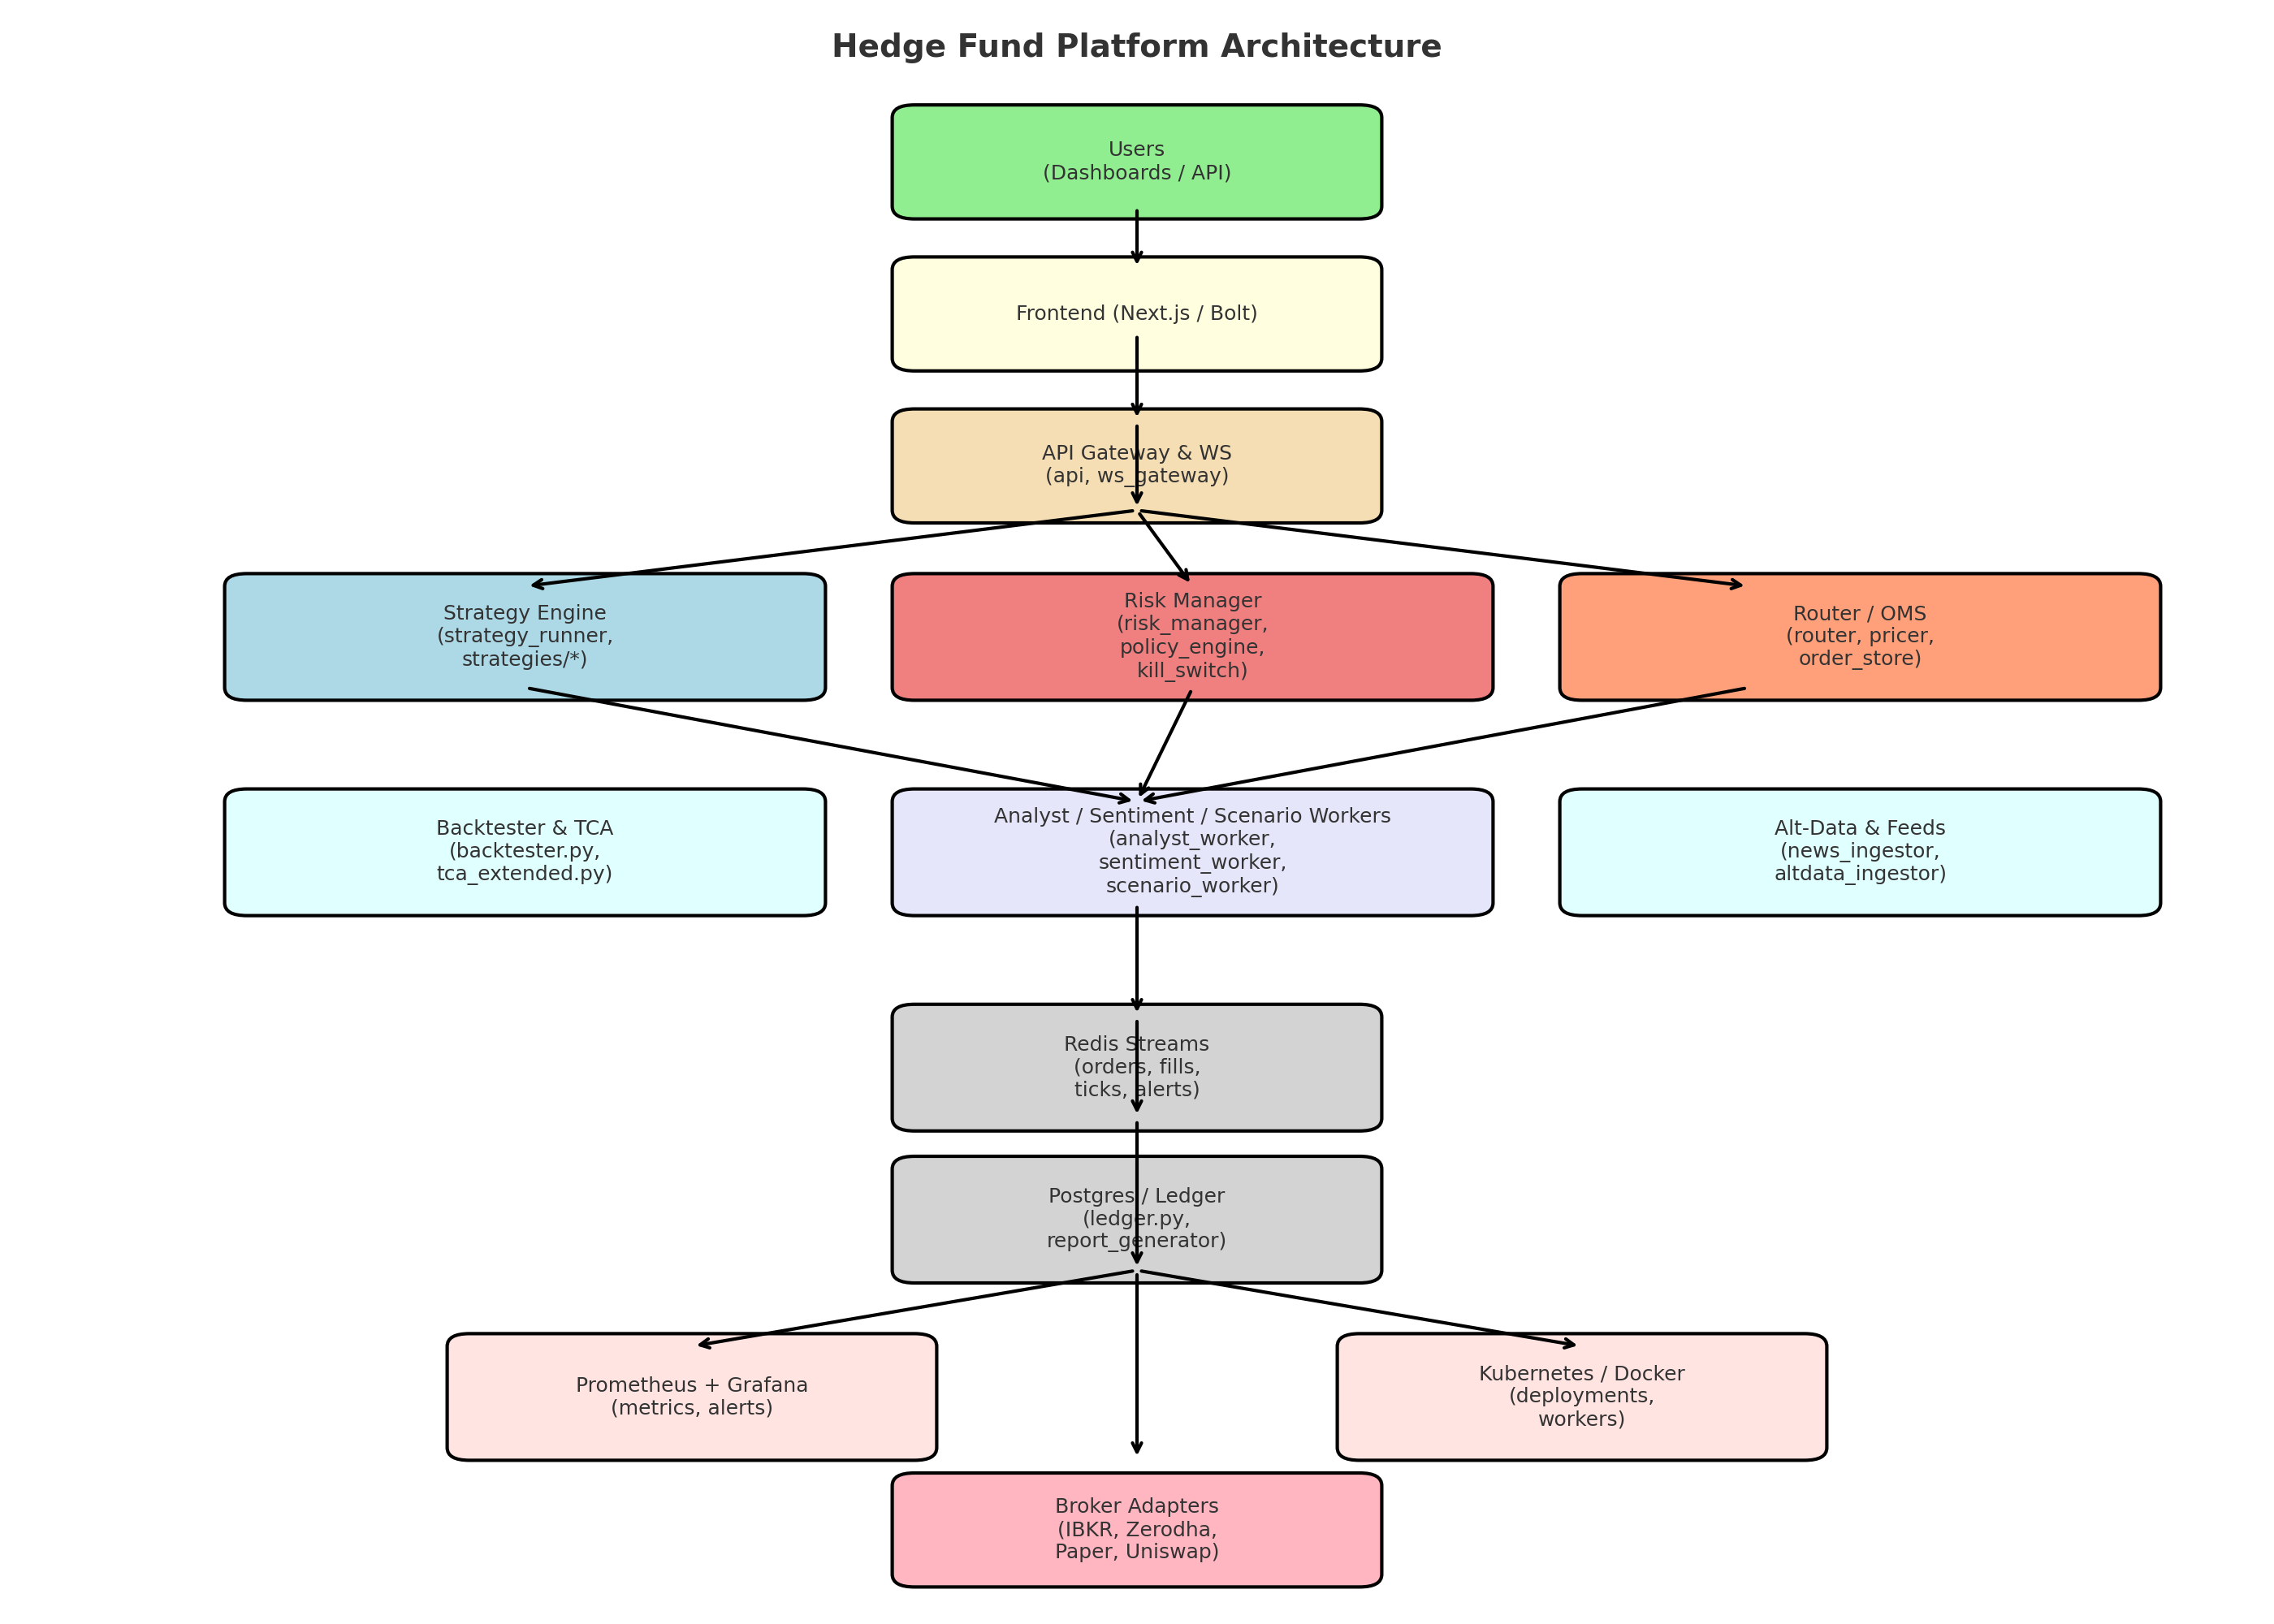 Hedge Fund Platform Architecture
Users
(Dashboards / API)
Frontend (Next.js / Bolt)
API Gateway & WS
(api, ws_gateway)
Strategy Engine
(strategy_runner,
strategies/*)
Risk Manager
(risk_manager,
policy_engine,
kill_switch)
Router / OMS
(router, pricer,
order_store)
Backtester & TCA
(backtester.py,
tca_extended.py)
Analyst / Sentiment / Scenario Workers
(analyst_worker,
sentiment_worker,
scenario_worker)
Alt-Data & Feeds
(news_ingestor,
altdata_ingestor)
Redis Streams
(orders, fills,
ticks, alerts)
Postgres / Ledger
(ledger.py,
report_generator)
Prometheus + Grafana
(metrics, alerts)
Kubernetes / Docker
(deployments,
workers)
Broker Adapters
(IBKR, Zerodha,
Paper, Uniswap)